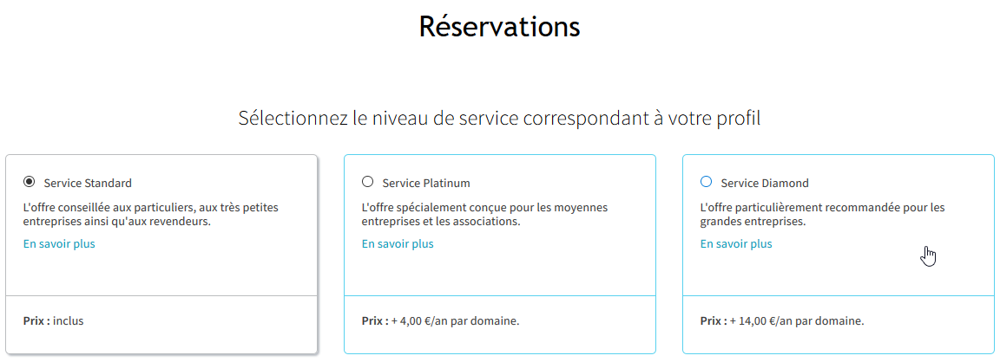 Réservations
Sélectionnez le niveau de service correspondant à votre profil
Service Standard
L'offre conseillée aux particuliers, aux très petites
entreprises ainsi qu'aux revendeurs.
En savoir plus
Prix : inclus
Service Platinum
L'offre spécialement conçue pour les moyennes
entreprises et les associations.
En savoir plus
Prix : + 4,00 €/an par domaine.
Service Diamond
L'offre particulièrement recommandée pour les
grandes entreprises.
En savoir plus
Prix : + 14,00 €/an par domaine.